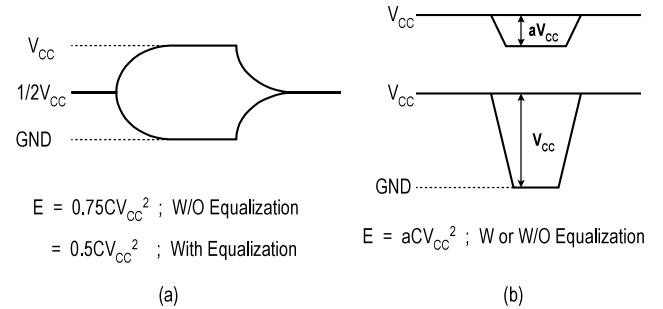 V_CC
1/2V_CC
GND
E = 0.75CV_CC^2 ; W/O Equalization
= 0.5CV_CC^2 ; With Equalization
(a)
V_CC
aV_CC
V_CC
V_CC
GND
E = aCV_CC^2 ; W or W/O Equalization
(b)